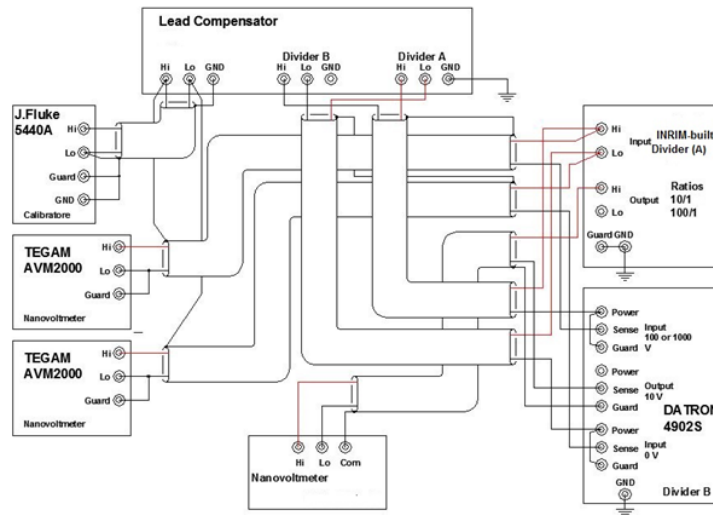 Lead Compensator
Divider B
Divider A
Hi Lo GND
Hi Lo GND
Hi Lo GND
J.Fluke
5440A
Hi
Lo
Guard
GND
Calibratore
TEGAM
AVM2000
Hi
Lo
Guard
Nanovoltmeter
TEGAM
AVM2000
Hi
Lo
Guard
Nanovoltmeter
Hi Lo Com
Nanovoltmeter
Hi
Input
Lo
INRIM-built
Divider (A)
Hi
Output
Lo
Ratios
10/1
100/1
Guard GND
Power
Sense Input
100 or 1000
Guard V
Power
Sense Output
10 V
Guard
DATRON
4902S
Power
Sense Input
0 V
Guard
GND
Divider B